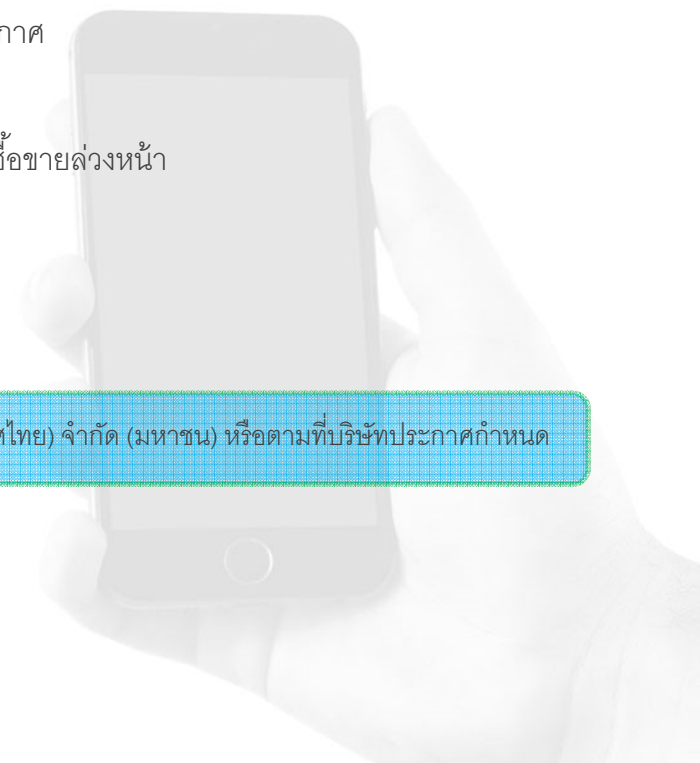 กาศ
ซื้อขายล่วงหน้า
ศไทย) จำกัด (มหาชน) หรือตามที่บริษัทประกาศกำหนด